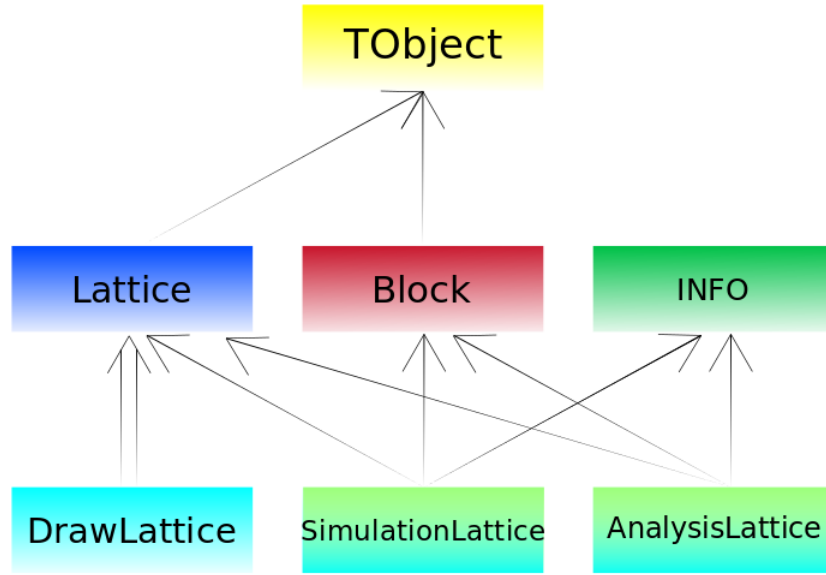 TObject
Lattice
Block
INFO
DrawLattice
SimulationLattice
AnalysisLattice